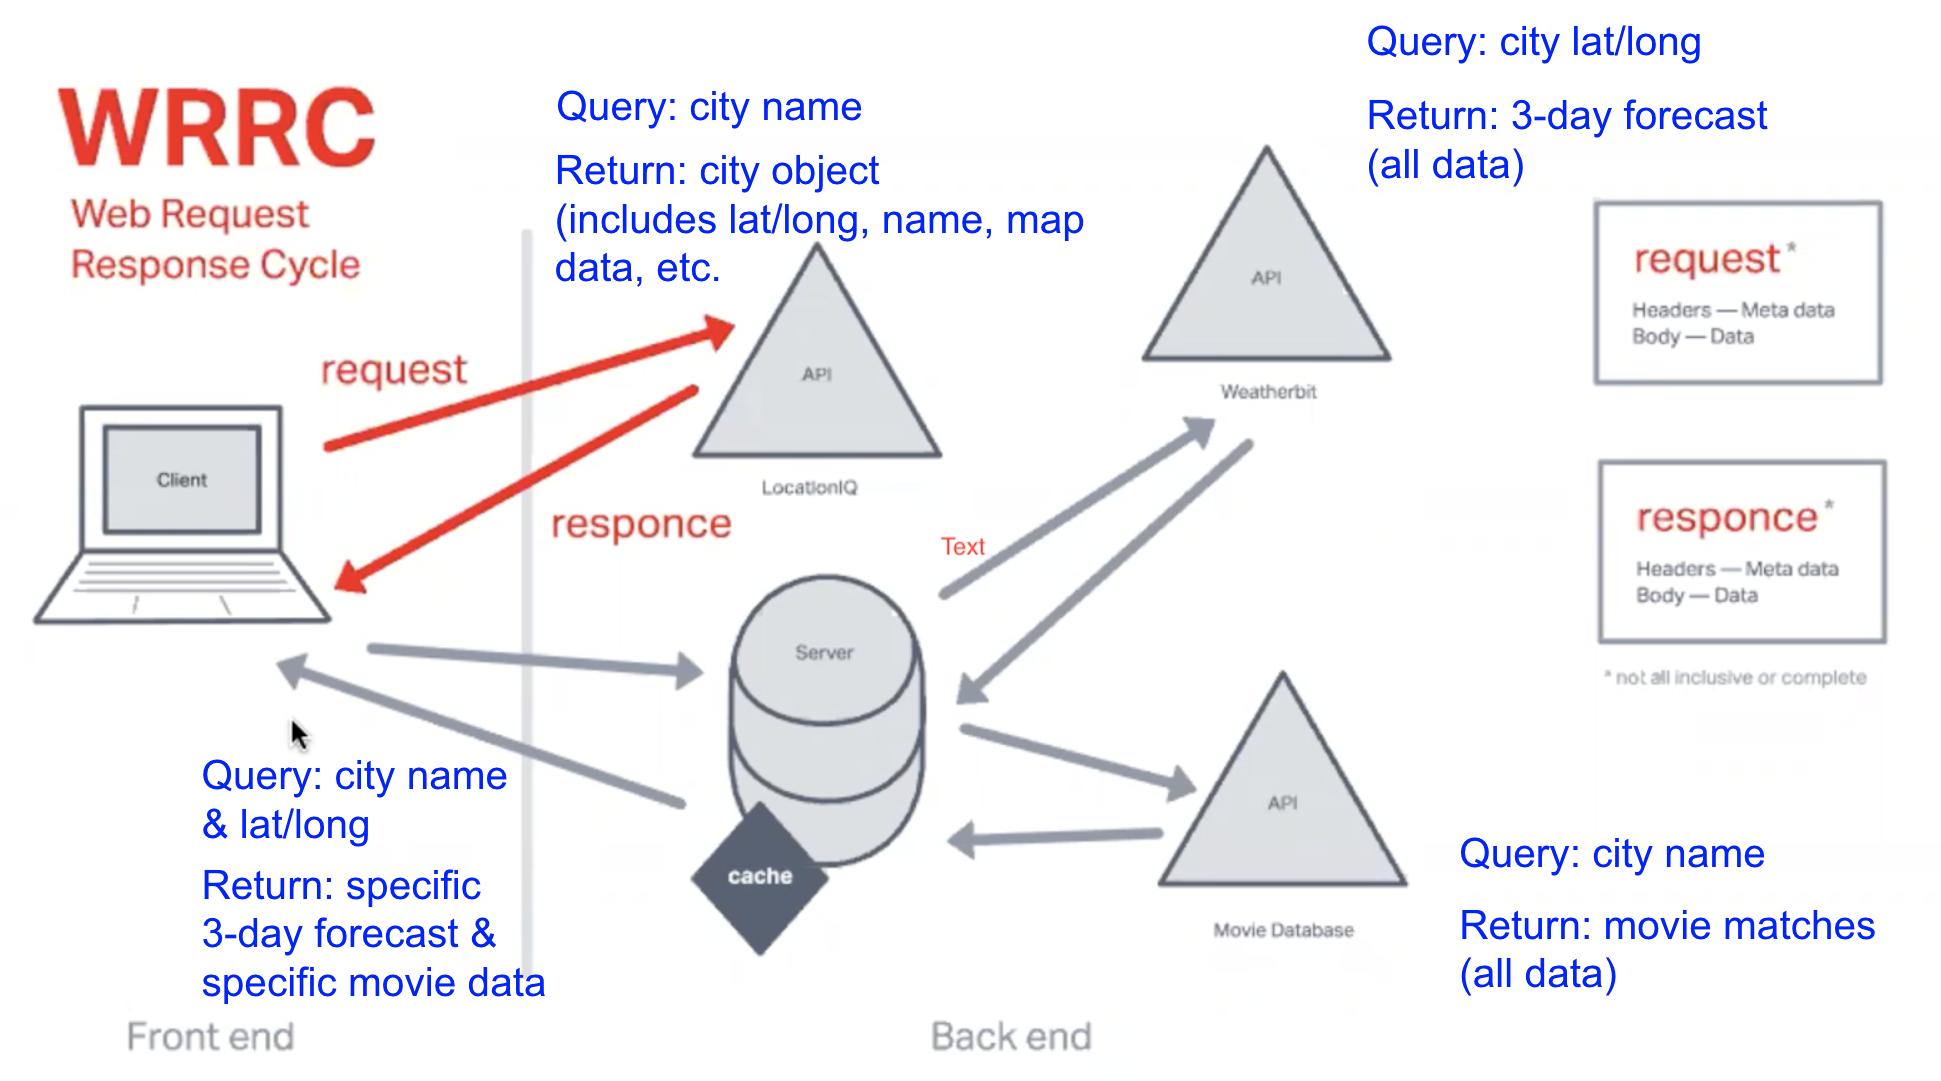 WRRC
Web Request
Response Cycle
Query: city name
Return: city object
(includes lat/long, name, map
data, etc.
Query: city lat/long
Return: 3-day forecast
(all data)
request
API
LocationIQ
responce
Client
API
Weatherbit
request*
Headers — Meta data
Body — Data
responce*
Headers — Meta data
Body — Data
* not all inclusive or complete
Text
Server
cache
API
Movie Database
Query: city name
& lat/long
Return: specific
3-day forecast &
specific movie data
Query: city name
Return: movie matches
(all data)
Front end
Back end